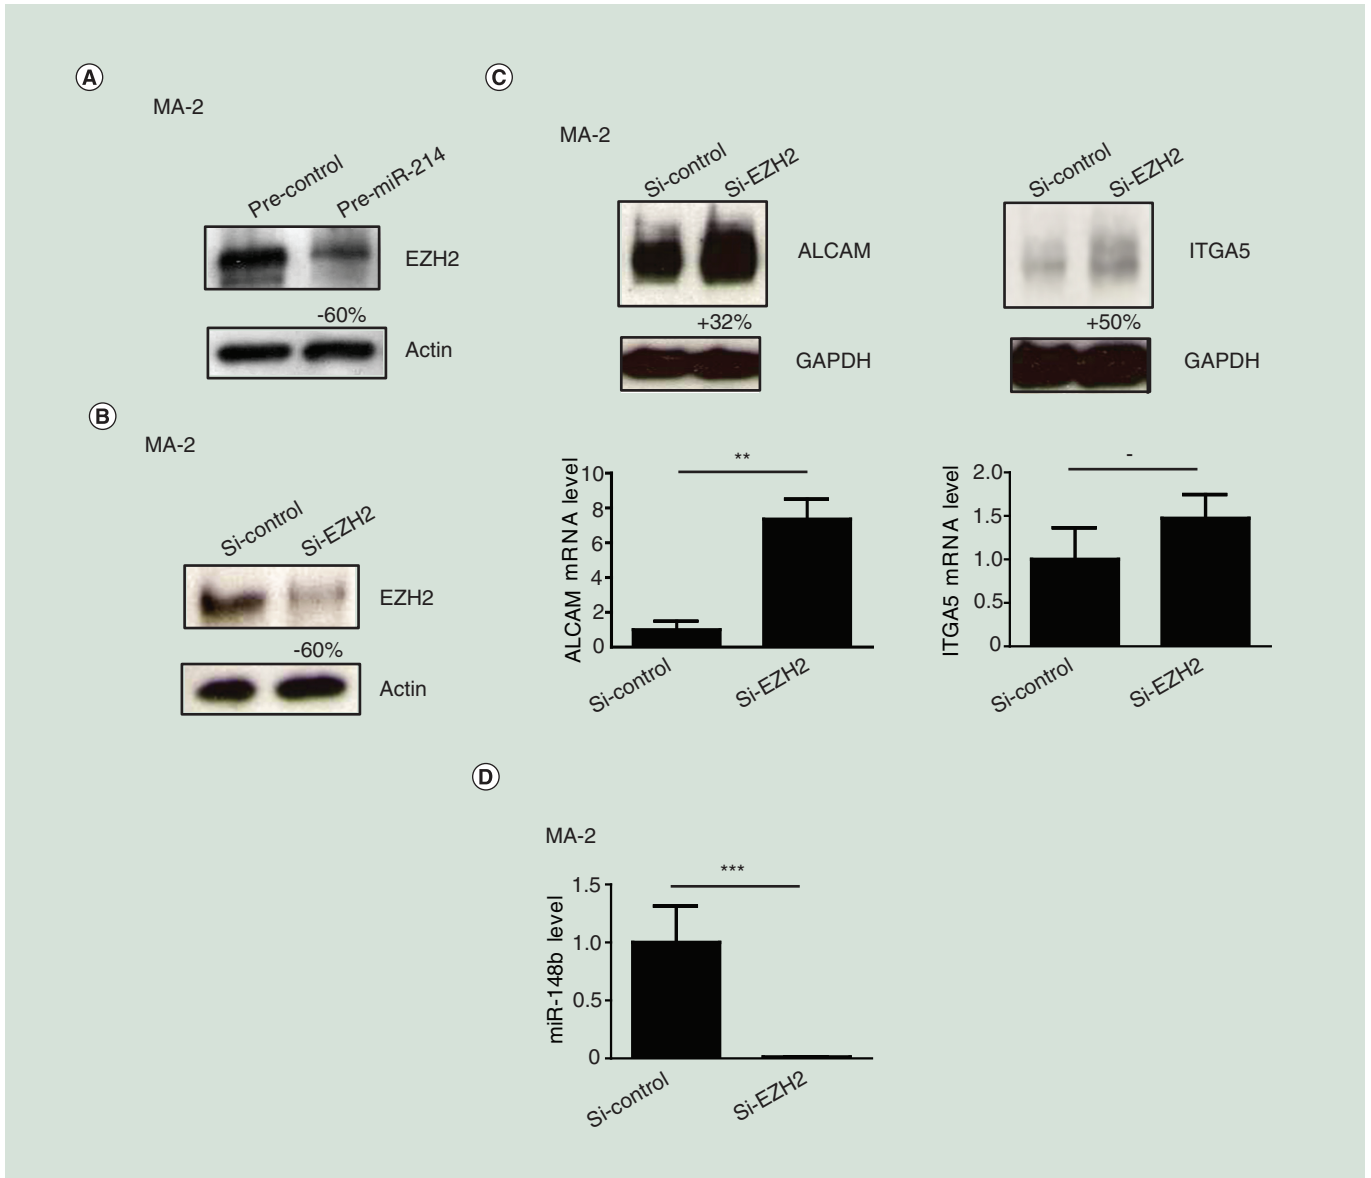 A
MA-2
Pre-control
Pre-miR-214
EZH2
-60%
Actin
B
MA-2
Si-control
Si-EZH2
EZH2
-60%
Actin
C
MA-2
Si-control
Si-EZH2
ALCAM
+32%
GAPDH
Si-control
Si-EZH2
ITGA5
+50%
GAPDH
**
ALCAM mRNA level
10
8
6
4
2
0
Si-control
Si-EZH2
-
ITGA5 mRNA level
2.0
1.5
1.0
0.5
0
Si-control
Si-EZH2
D
MA-2
***
miR-148b level
1.5
1.0
0.5
0
Si-control
Si-EZH2